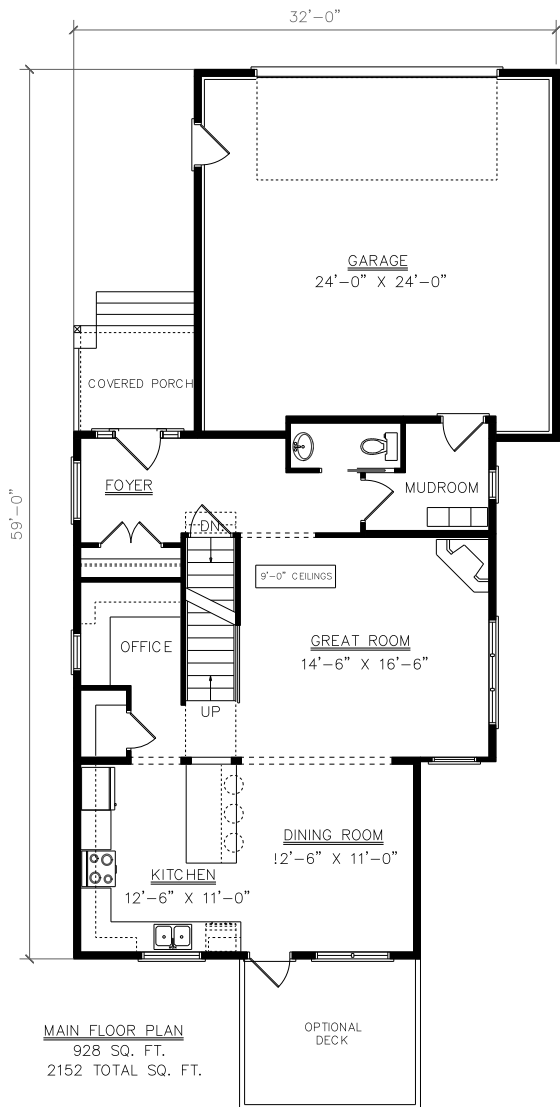 32'-0"
GARAGE
24'-0" X 24'-0"
COVERED PORCH
59'-0"
FOYER
MUDROOM
DN.
9'-0" CEILINGS
OFFICE
GREAT ROOM
14'-6" X 16'-6"
UP
DINING ROOM
12'-6" X 11'-0"
KITCHEN
12'-6" X 11'-0"
MAIN FLOOR PLAN
928 SQ. FT.
2152 TOTAL SQ. FT.
OPTIONAL
DECK